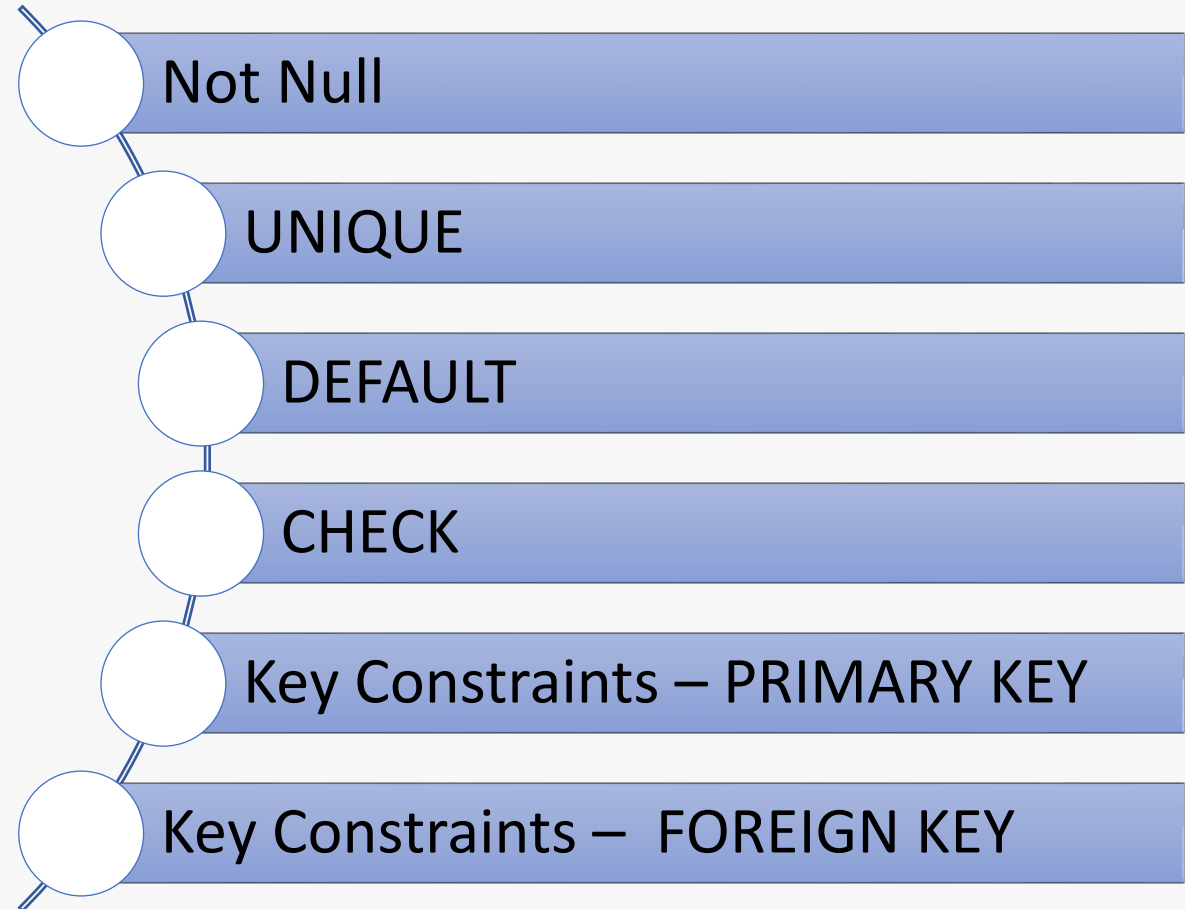 Not Null
UNIQUE
DEFAULT
CHECK
Key Constraints – PRIMARY KEY
Key Constraints –  FOREIGN KEY